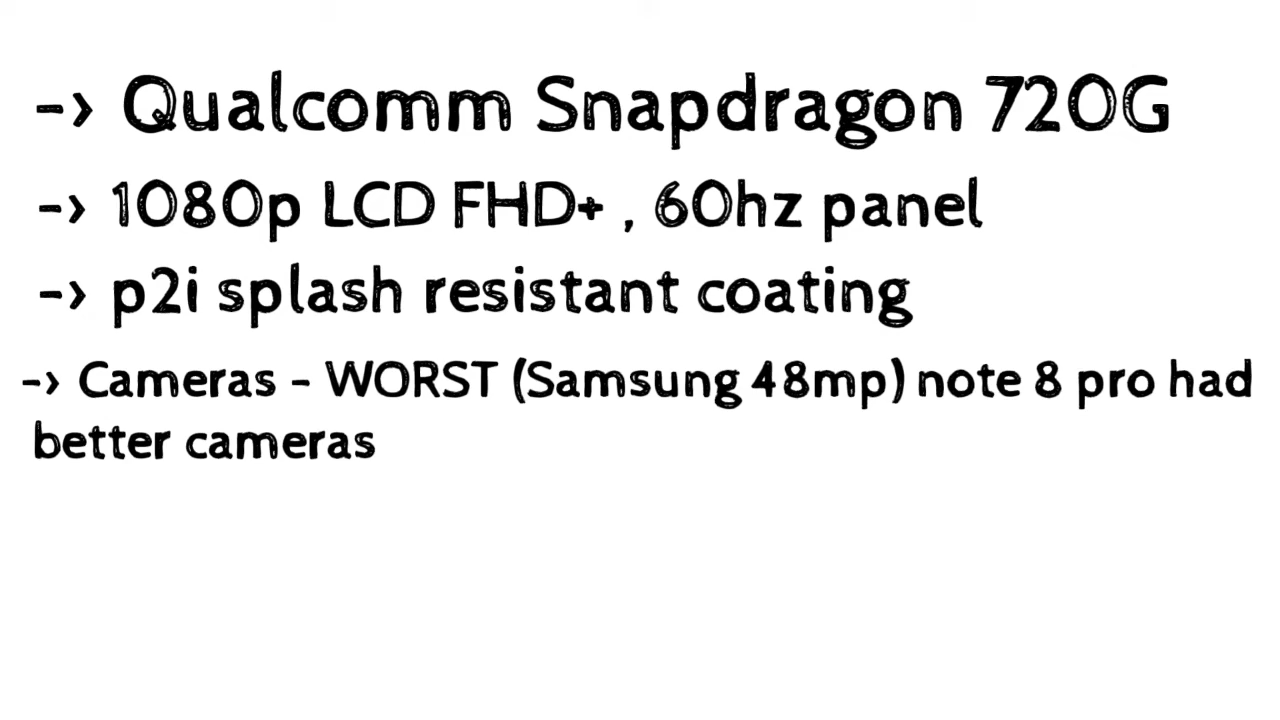 -> Qualcomm Snapdragon 720G
-> 1080p LCD FHD+ , 60hz panel
-> p2i splash resistant coating
-> Cameras - WORST (Samsung 48mp) note 8 pro had
better cameras